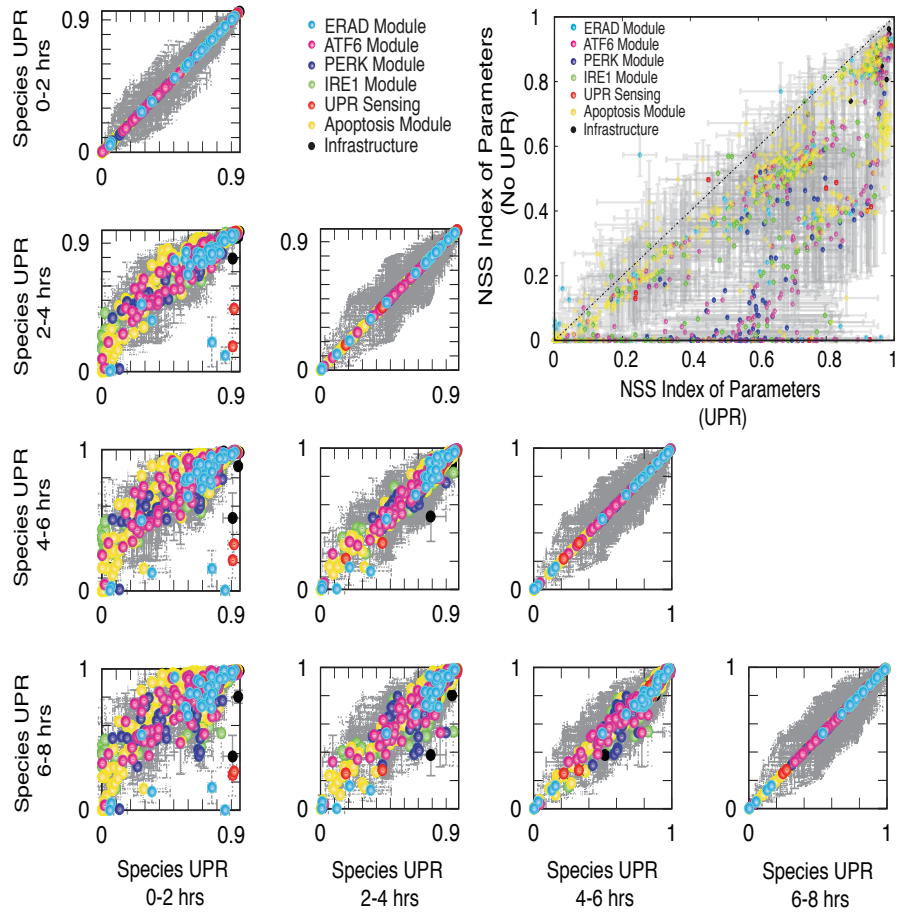 Species UPR
0-2 hrs
0.9
0
0
0.9
ERAD Module
ATF6 Module
PERK Module
IRE1 Module
UPR Sensing
Apoptosis Module
Infrastructure
NSS Index of Parameters
(No UPR)
1
0.8
0.6
0.4
0.2
0
0.2
0.4
0.6
0.8
1
ERAD Module
ATF6 Module
PERK Module
IRE1 Module
UPR Sensing
Apoptosis Module
Infrastructure
NSS Index of Parameters
(UPR)
Species UPR
2-4 hrs
0.9
0
0
0.9
0.9
0
0
0.9
Species UPR
4-6 hrs
1
0
0
0.9
1
0
0
0.9
1
0
0
1
Species UPR
6-8 hrs
1
0
0
0.9
1
0
0
0.9
1
0
0
1
1
0
0
1
Species UPR
0-2 hrs
Species UPR
2-4 hrs
Species UPR
4-6 hrs
Species UPR
6-8 hrs